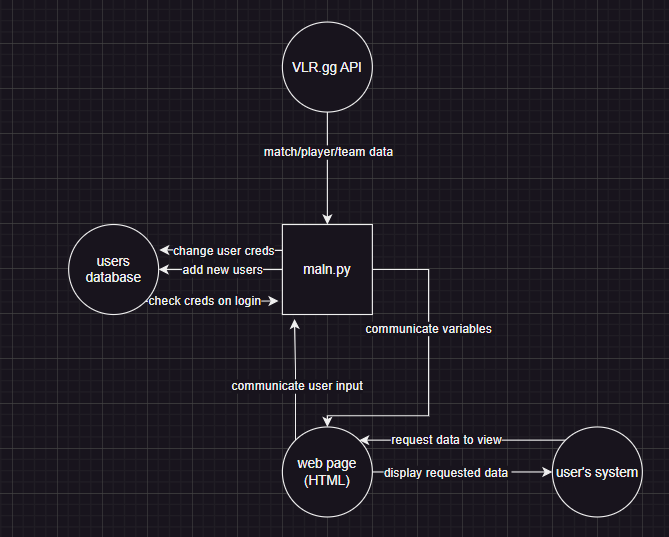 VLR.gg API
match/player/team data
users
database
change user creds
add new users
check creds on login
main.py
communicate variables
communicate user input
web page
(HTML)
request data to view
display requested data
user's system